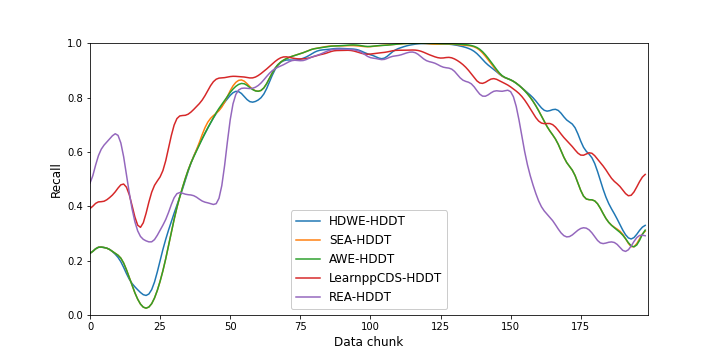 1.0
0.8
0.6
0.4
0.2
0.0
Recall
HDWE-HDDT
SEA-HDDT
AWE-HDDT
LearnppCDS-HDDT
REA-HDDT
0 25 50 75 100 125 150 175
Data chunk